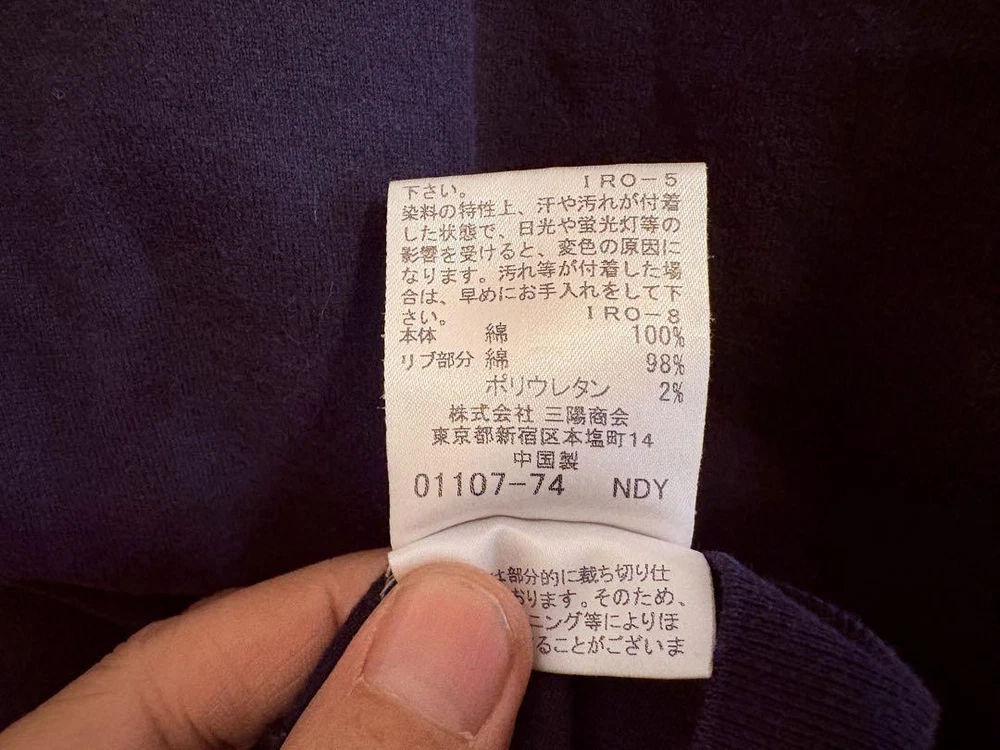 下さい。 IRO-5
染料の特性上、汗や汚れが付着
した状態で、日光や蛍光灯等の
影響を受けると、変色の原因に
なります。汚れ等が付着した場
合は、早めにお手入れをして下
さい。 IRO-8
本体 綿 100%
リブ部分 綿 98%
ポリウレタン 2%
株式会社 三陽商会
東京都新宿区本塩町14
中国製
01107-74 NDY
は部分的に裁ち切り仕
おります。そのため、
ニング等によりほ
ることがございま